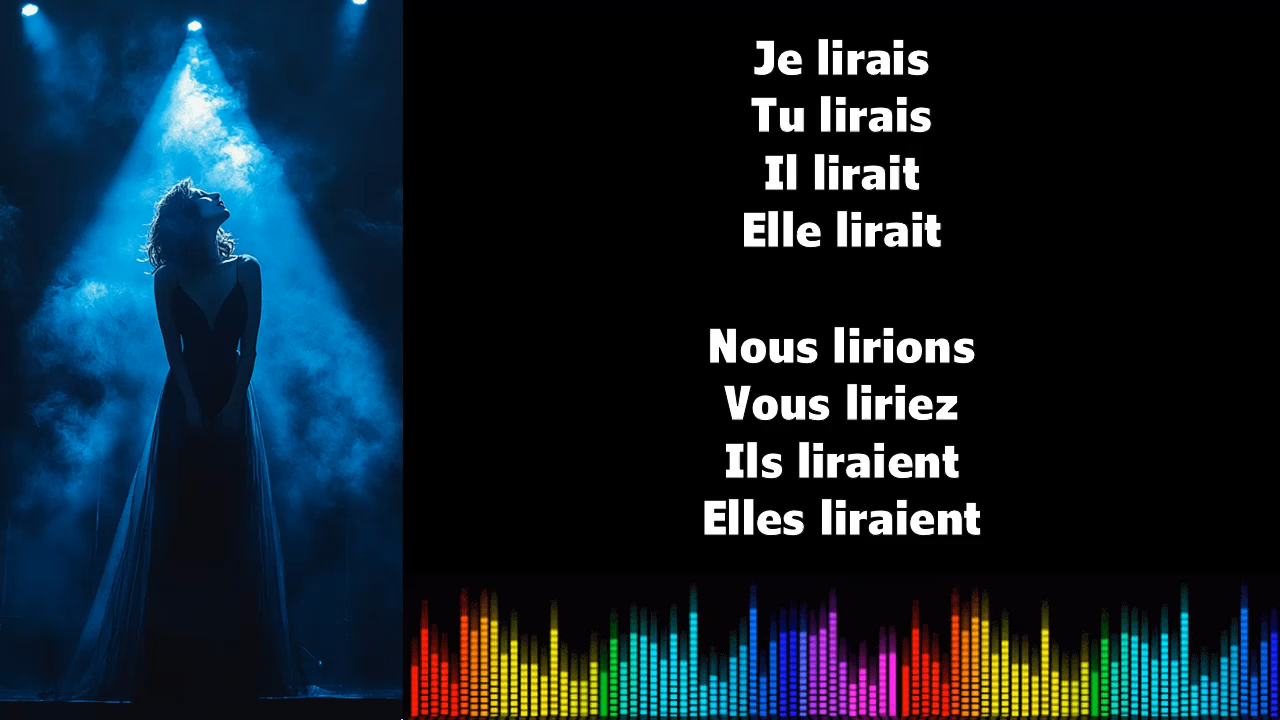 Je lirais
Tu lirais
Il lirait
Elle lirait
Nous lirions
Vous liriez
Ils liraient
Elles liraient